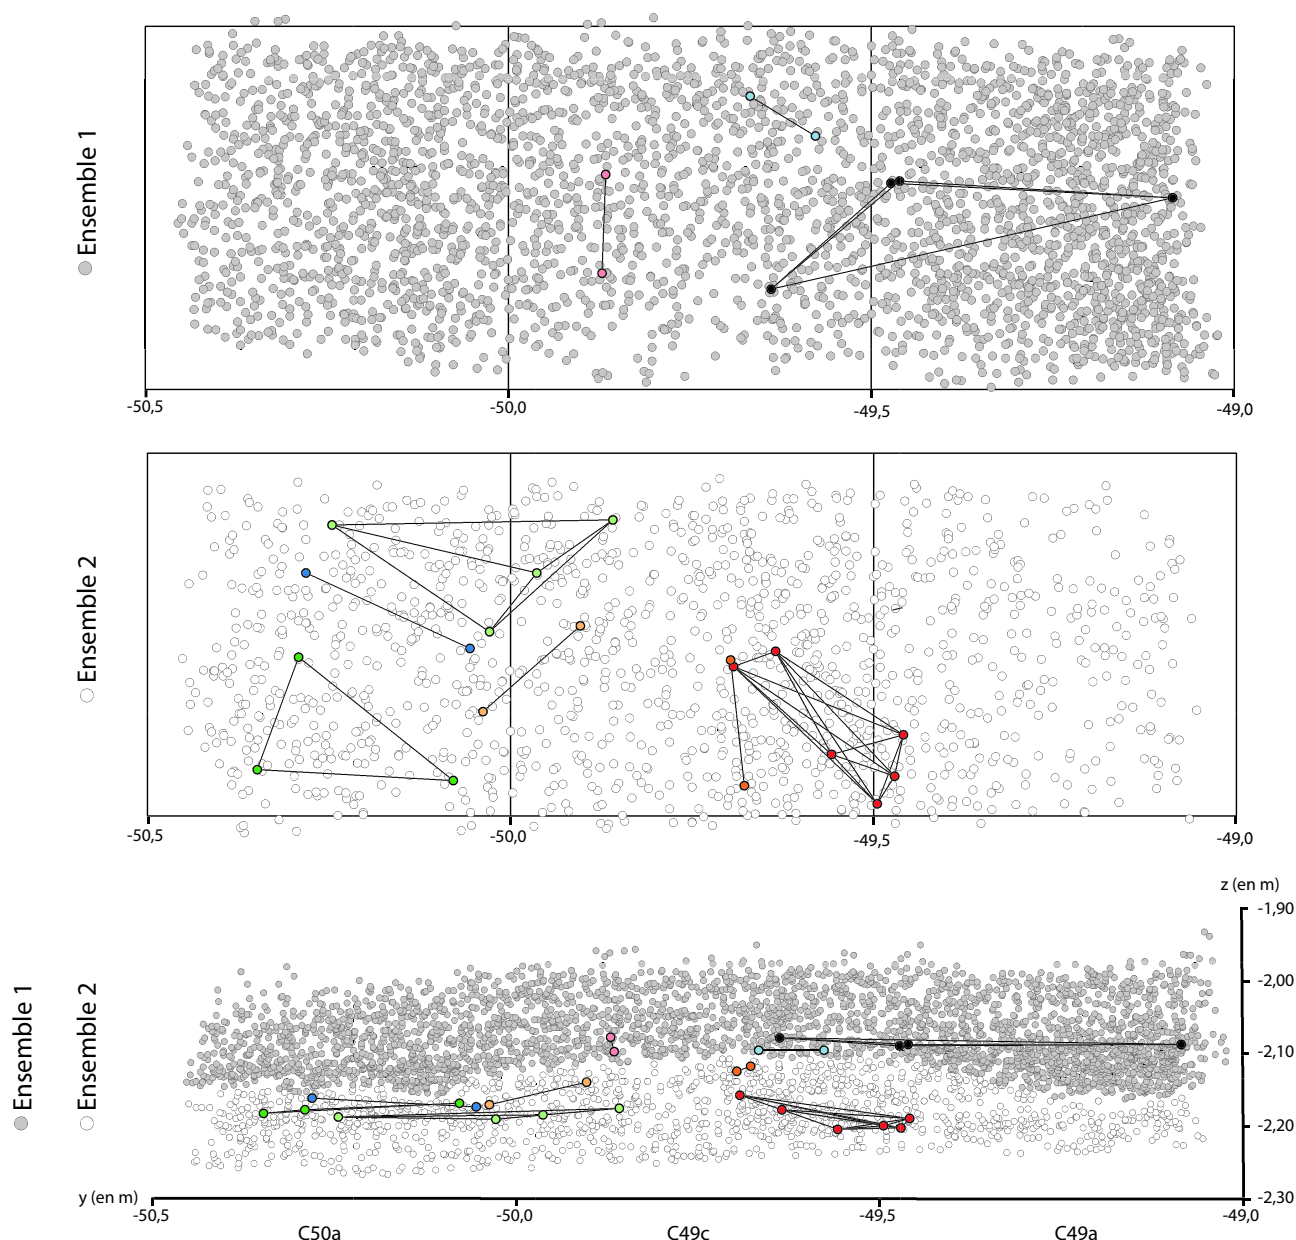 Ensemble 1
-50,5 -50,0 -49,5 -49,0
Ensemble 2
-50,5 -50,0 -49,5 -49,0
z (en m)
-1,90
-2,00
-2,10
-2,20
-2,30
Ensemble 1
Ensemble 2
y (en m)
-50,5 -50,0 -49,5 -49,0
C50a C49c C49a